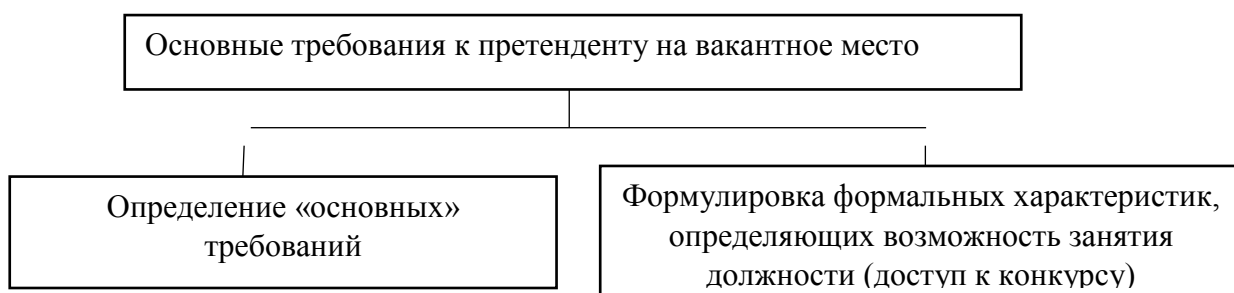 Основные требования к претенденту на вакантное место
Определение «основных»
требований
Формулировка формальных характеристик,
определяющих возможность занятия
должности (доступ к конкурсу)